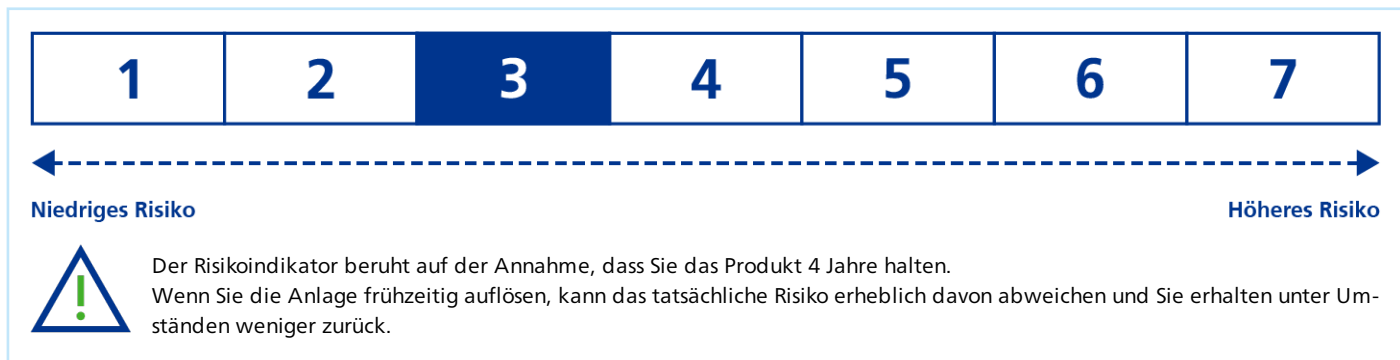 1 2 3 4 5 6 7
Niedriges Risiko Höheres Risiko
Der Risikoindikator beruht auf der Annahme, dass Sie das Produkt 4 Jahre halten.
Wenn Sie die Anlage frühzeitig auflösen, kann das tatsächliche Risiko erheblich davon abweichen und Sie erhalten unter Um-
ständen weniger zurück.